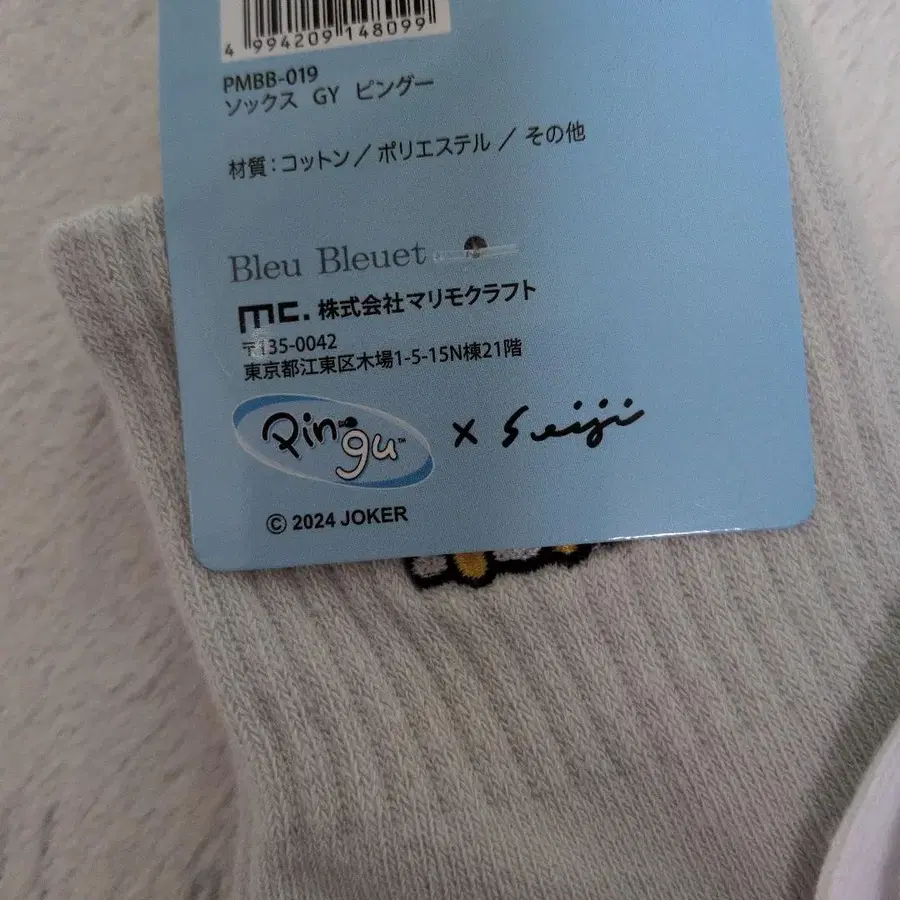 4 994209 148099
PMBB-019
ソックス GY ピングー
材質：コットン／ポリエステル／その他
Bleu Bleuet
mc. 株式会社マリモクラフト
〒135-0042
東京都江東区木場1-5-15N棟21階
Pingu™ x Seiji
© 2024 JOKER